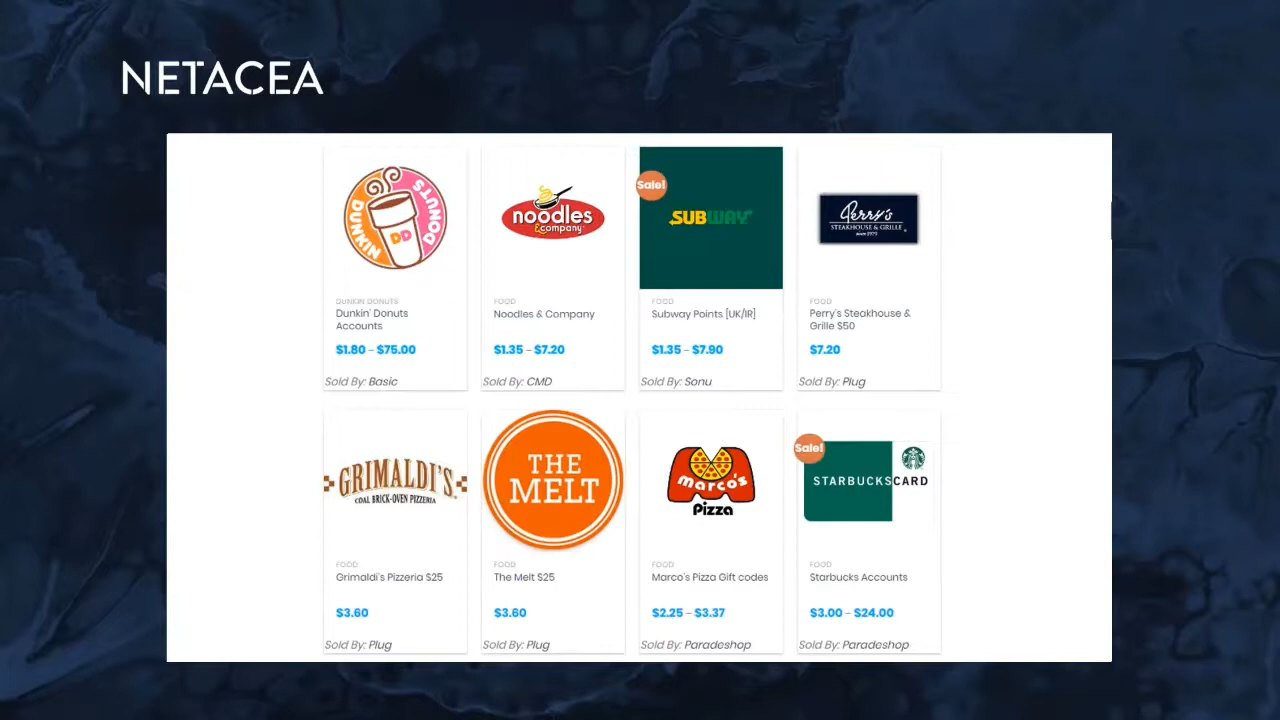 NETACEA
DUNKIN
DONUTS
DD
noodles
&company
Sale!
SUBWAY
Perry's
STEAKHOUSE & GRILLE
since 1979
DUNKIN DONUTS
Dunkin' Donuts
Accounts
$1.80 – $75.00
Sold By: Basic
FOOD
Noodles & Company
$1.35 – $7.20
Sold By: CMD
FOOD
Subway Points [UK/IR]
$1.35 – $7.90
Sold By: Sonu
FOOD
Perry's Steakhouse &
Grille $50
$7.20
Sold By: Plug
GRIMALDI'S
COAL BRICK-OVEN PIZZERIA
THE
MELT
Marco's
Pizza
Sale!
STARBUCKS CARD
FOOD
Grimaldi's Pizzeria $25
$3.60
Sold By: Plug
FOOD
The Melt $25
$3.60
Sold By: Plug
FOOD
Marco's Pizza Gift codes
$2.25 – $3.37
Sold By: Paradeshop
FOOD
Starbucks Accounts
$3.00 – $24.00
Sold By: Paradeshop